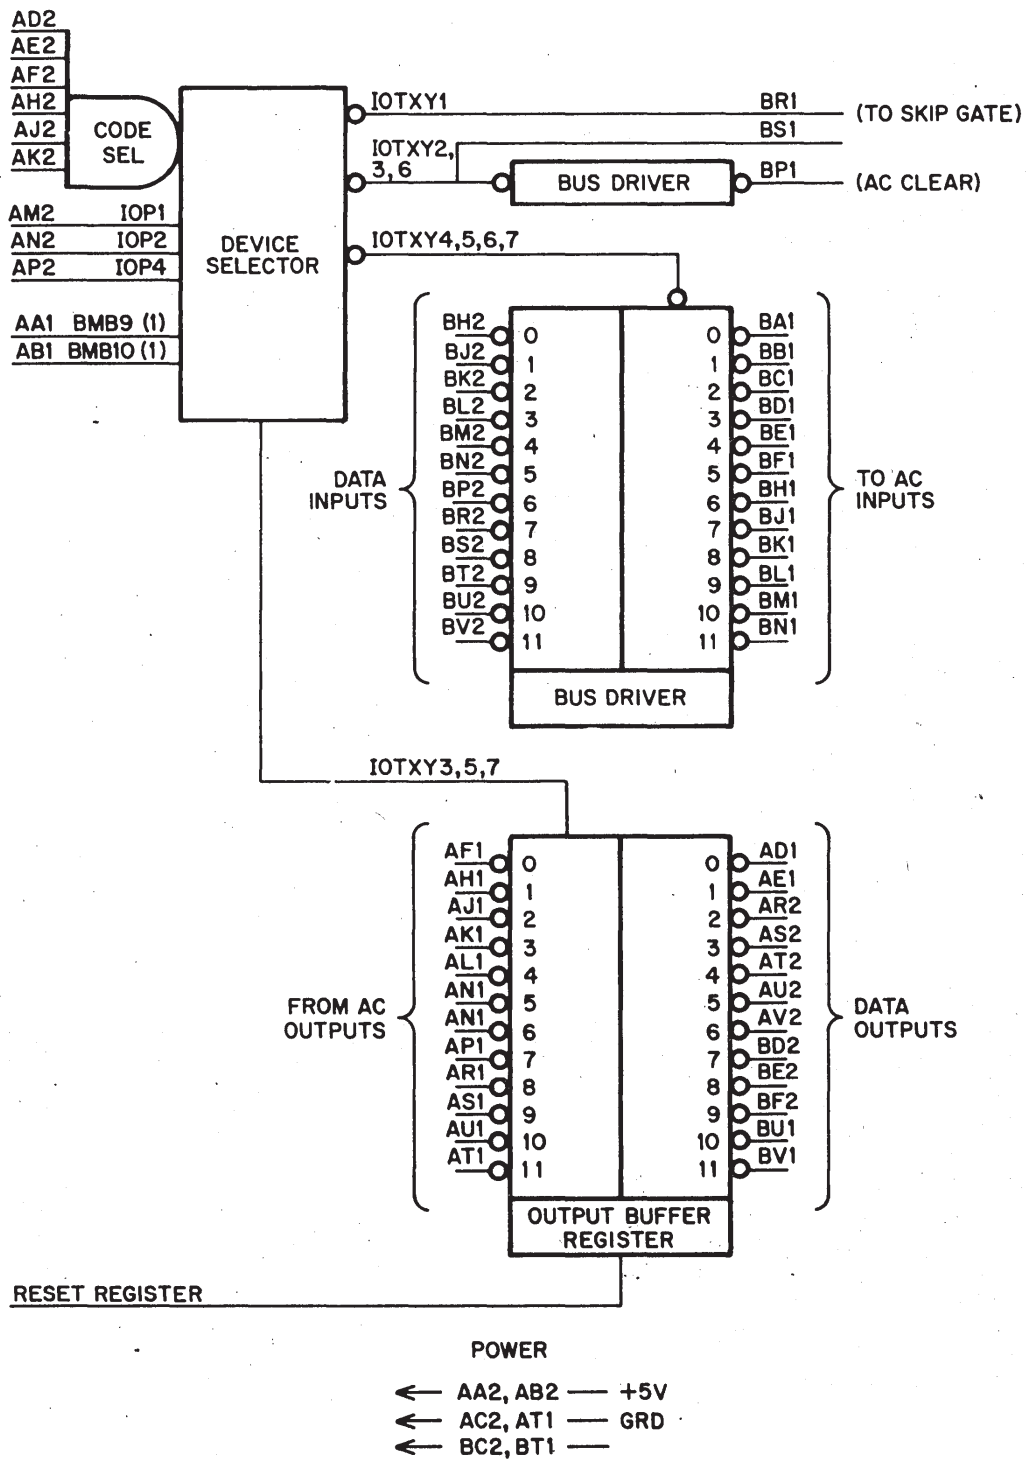 AD2
AE2
AF2
AH2
AJ2
AK2
CODE
SEL
AM2 IOP1
AN2 IOP2
AP2 IOP4
AA1 BMB9 (1)
AB1 BMB10 (1)
DEVICE
SELECTOR
IOTXY1
BR1
(TO SKIP GATE)
BS1
IOTXY2,
3,6
BUS DRIVER
BP1
(AC CLEAR)
IOTXY4,5,6,7
DATA
INPUTS
BH2 0 0 BA1
BJ2 1 1 BB1
BK2 2 2 BC1
BL2 3 3 BD1
BM2 4 4 BE1
BN2 5 5 BF1
BP2 6 6 BH1
BR2 7 7 BJ1
BS2 8 8 BK1
BT2 9 9 BL1
BU2 10 10 BM1
BV2 11 11 BN1
TO AC
INPUTS
BUS DRIVER
IOTXY3,5,7
FROM AC
OUTPUTS
AF1 0 0 AD1
AH1 1 1 AE1
AJ1 2 2 AR2
AK1 3 3 AS2
AL1 4 4 AT2
AN1 5 5 AU2
AN1 6 6 AV2
AP1 7 7 BD2
AR1 8 8 BE2
AS1 9 9 BF2
AU1 10 10 BU1
AT1 11 11 BV1
DATA
OUTPUTS
OUTPUT BUFFER
REGISTER
RESET REGISTER
POWER
AA2, AB2 +5V
AC2, AT1 GRD
BC2, BT1